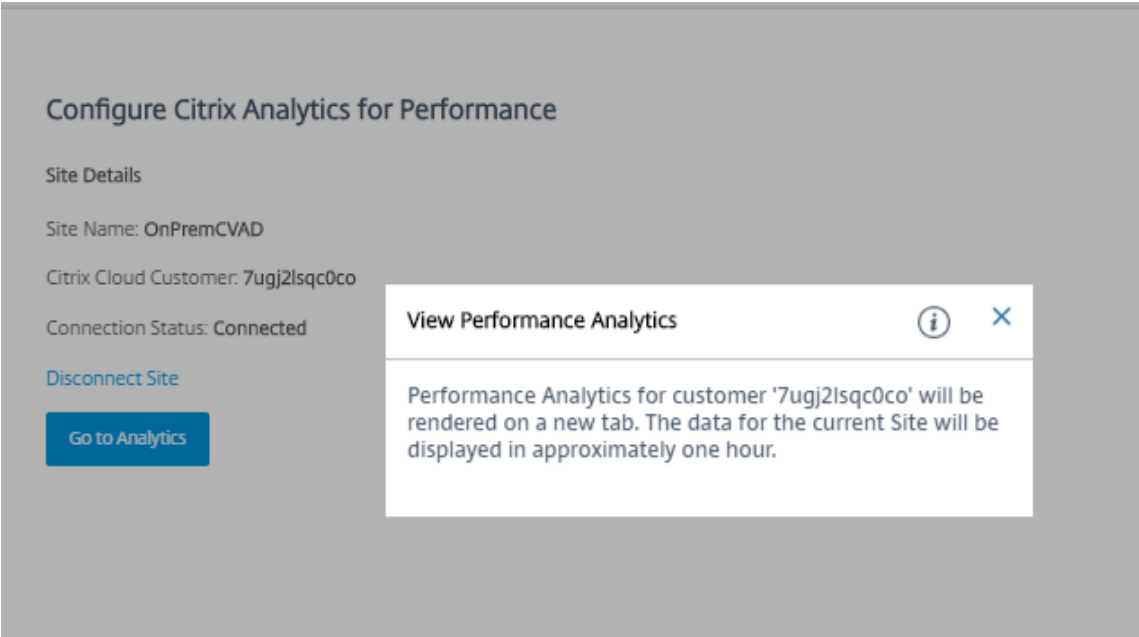 Configure Citrix Analytics for Performance
Site Details
Site Name: OnPremCVAD
Citrix Cloud Customer: 7ugj2lsqc0co
Connection Status: Connected
Disconnect Site
Go to Analytics
View Performance Analytics
Performance Analytics for customer '7ugj2lsqc0co' will be
rendered on a new tab. The data for the current Site will be
displayed in approximately one hour.